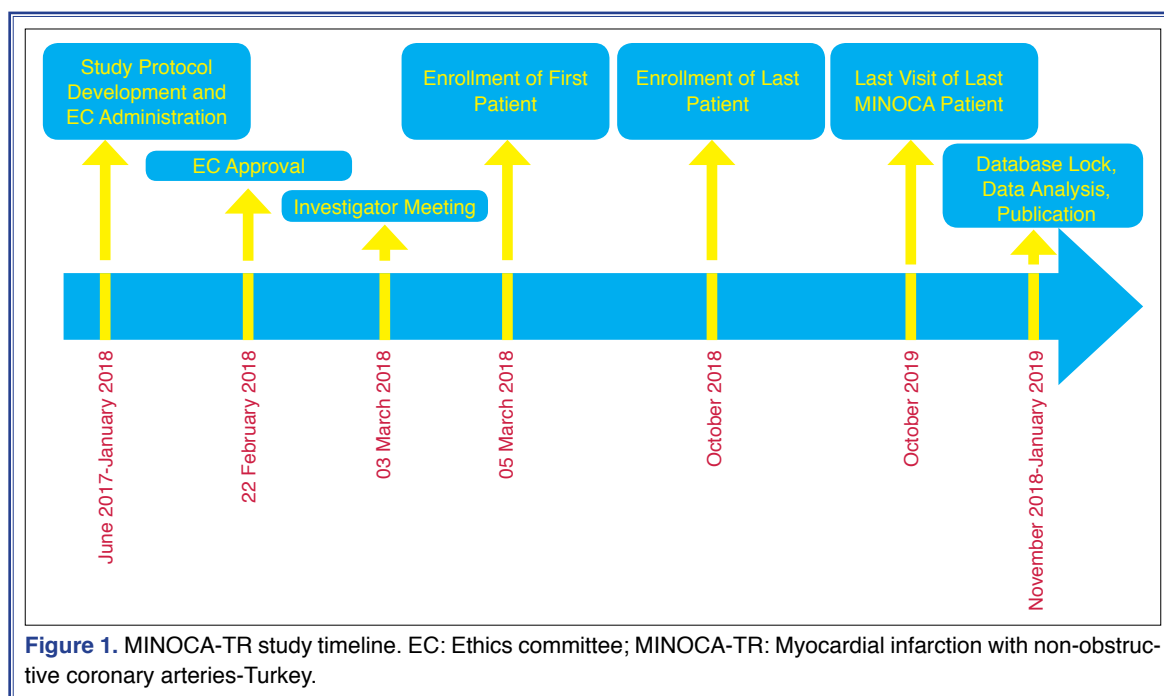 Study Protocol
Development and
EC Administration
EC Approval
Investigator Meeting
Enrollment of First
Patient
Enrollment of Last
Patient
Last Visit of Last
MINOCA Patient
Database Lock,
Data Analysis,
Publication
June 2017-January 2018
22 February 2018
03 March 2018
05 March 2018
October 2018
October 2019
November 2018-January 2019
Figure 1. MINOCA-TR study timeline. EC: Ethics committee; MINOCA-TR: Myocardial infarction with non-obstruc-
tive coronary arteries-Turkey.